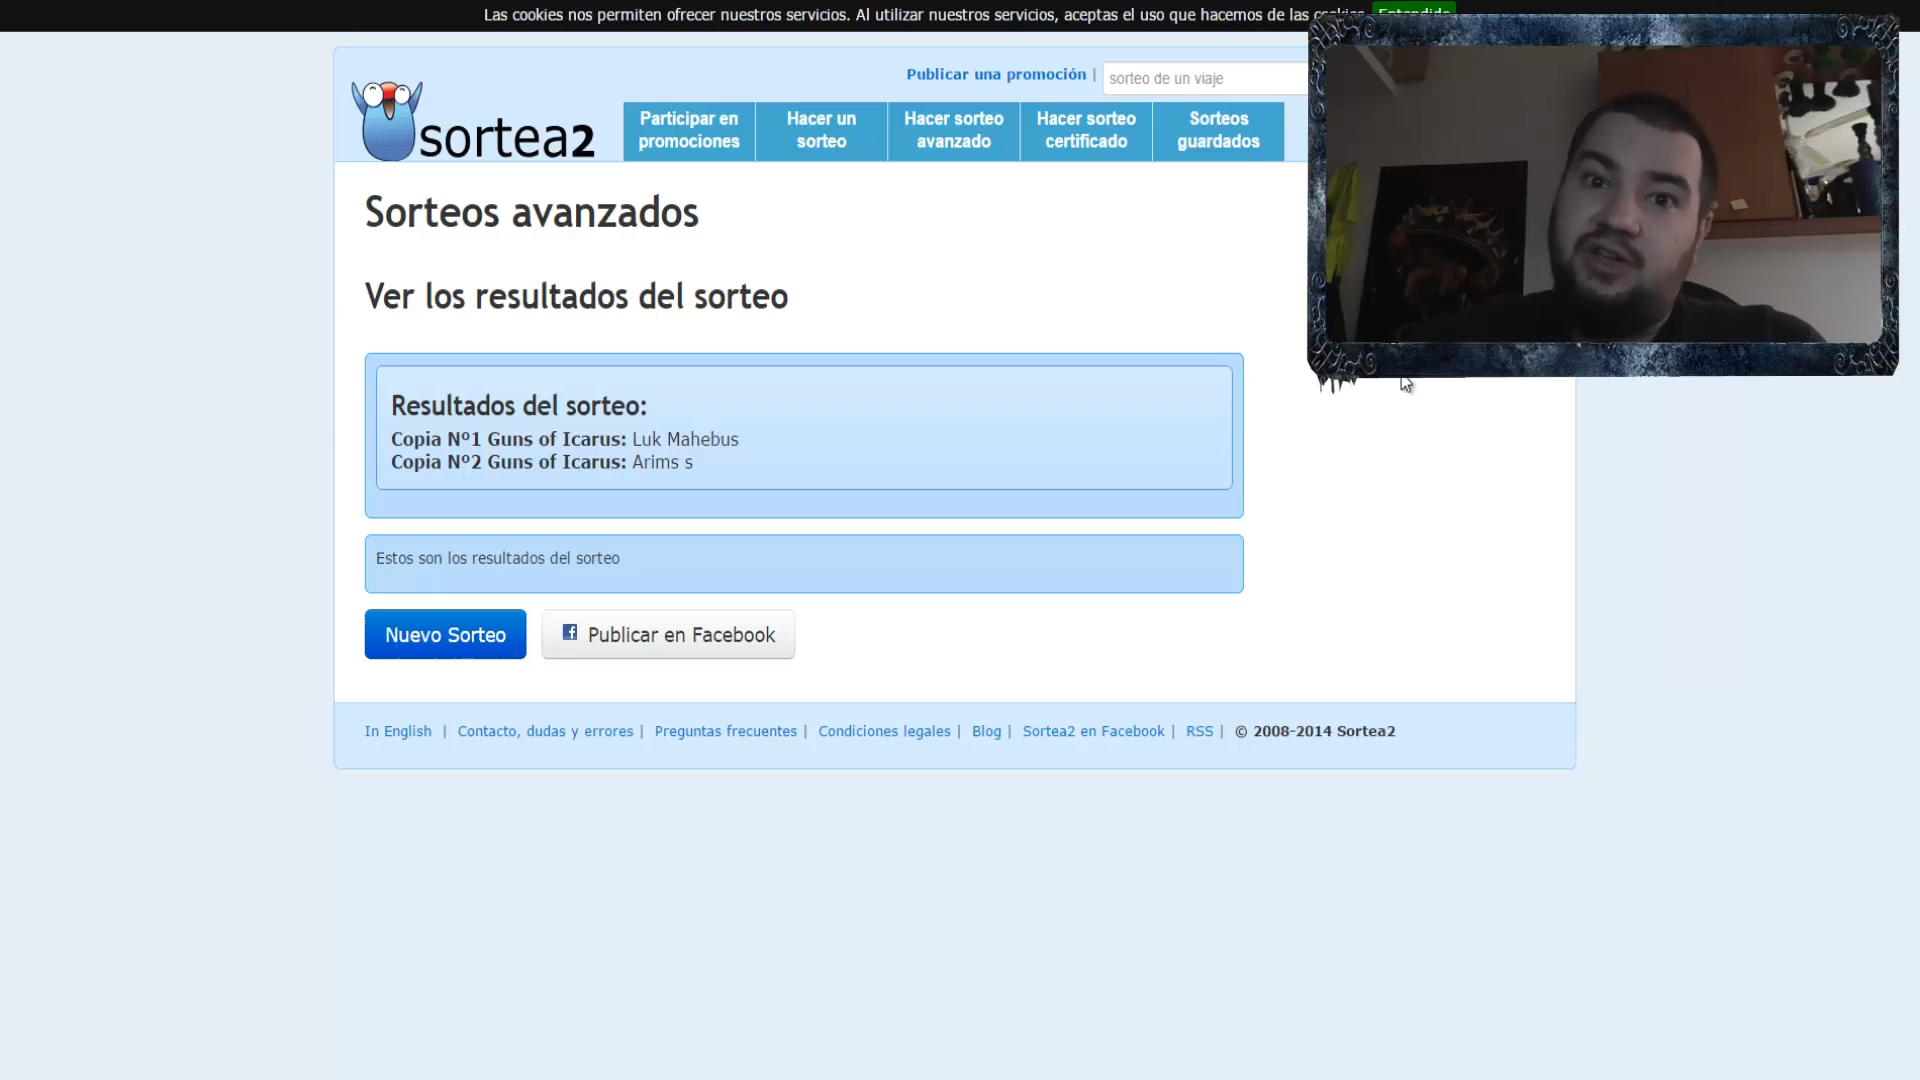 Las cookies nos permiten ofrecer nuestros servicios. Al utilizar nuestros servicios, aceptas el uso que hacemos de las cookies. Entendido
Publicar una promoción | sorteo de un viaje
sortea2
Participar en promociones
Hacer un sorteo
Hacer sorteo avanzado
Hacer sorteo certificado
Sorteos guardados
Sorteos avanzados
Ver los resultados del sorteo
Resultados del sorteo:
Copia Nº1 Guns of Icarus: Luk Mahebus
Copia Nº2 Guns of Icarus: Arims s
Estos son los resultados del sorteo
Nuevo Sorteo
Publicar en Facebook
In English | Contacto, dudas y errores | Preguntas frecuentes | Condiciones legales | Blog | Sortea2 en Facebook | RSS | © 2008-2014 Sortea2